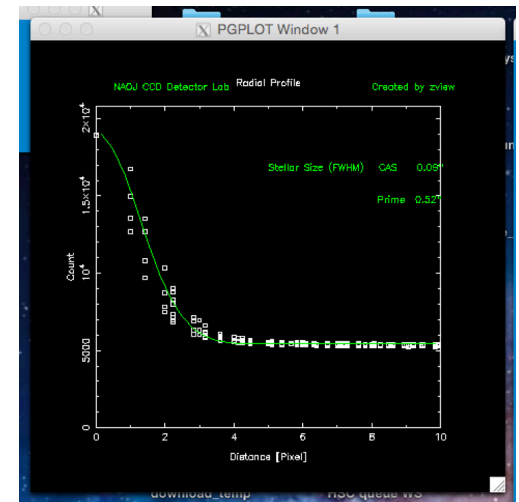 PGPLOT Window 1
NAOJ CCD Detector Lab
Radial Profile
Created by zview
Stellar Size (FWHM) CAS 0.09"
Prime 0.52"
2×10⁴
1.5×10⁴
10⁴
5000
0
Count
0 2 4 6 8 10
Distance [Pixel]
download_temp
HSC queue WS